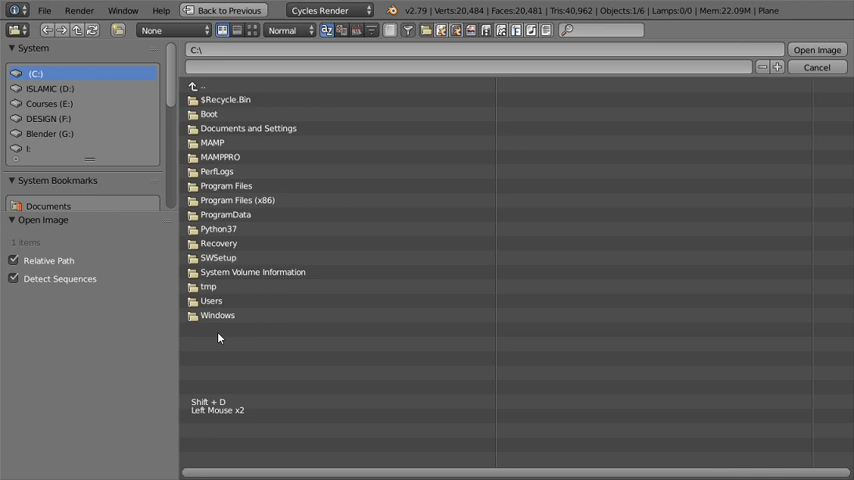 File Render Window Help Back to Previous Cycles Render v2.79 | Verts:20,484 | Faces:20,481 | Tris:40,962 | Objects:1/6 | Lamps:0/0 | Mem:22.09M | Plane
None Normal
System
(C:)
ISLAMIC (D:)
Courses (E:)
DESIGN (F:)
Blender (G:)
I:
System Bookmarks
Documents
Open Image
1 items
Relative Path
Detect Sequences
C:\ Open Image
Cancel
..
$Recycle.Bin
Boot
Documents and Settings
MAMP
MAMPPRO
PerfLogs
Program Files
Program Files (x86)
ProgramData
Python37
Recovery
SWSetup
System Volume Information
tmp
Users
Windows
Shift + D
Left Mouse x2